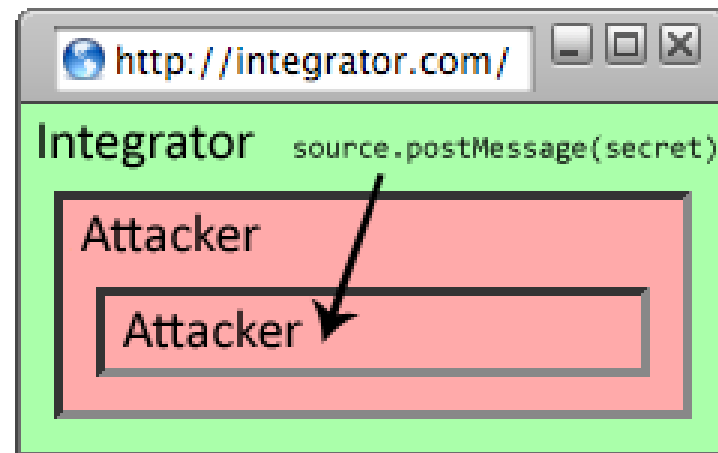 http://integrator.com/
Integrator source.postMessage(secret)
Attacker
Attacker